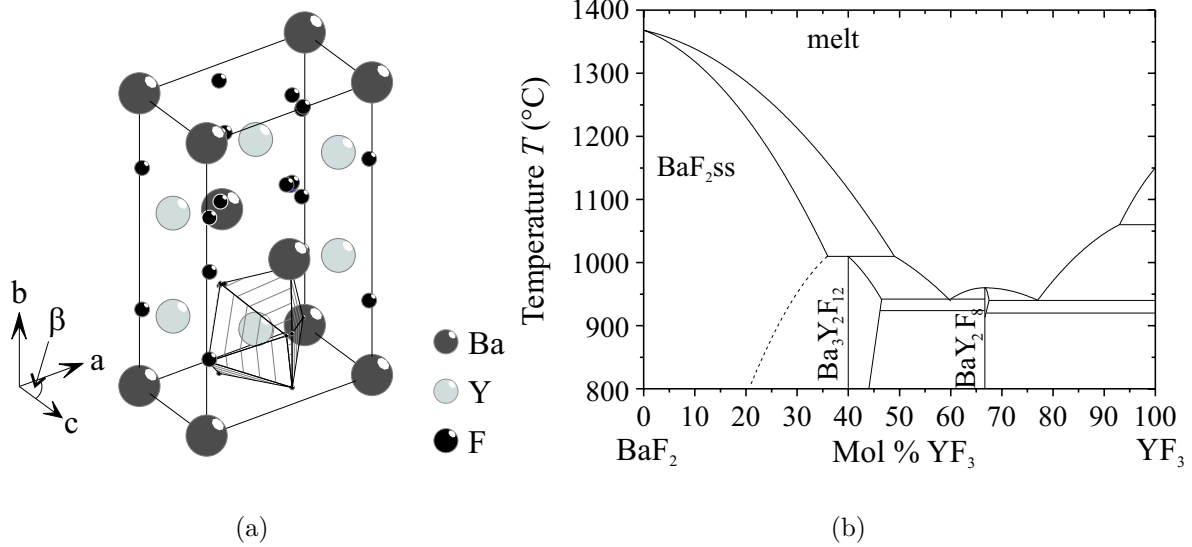 b
β
a
c
Ba
Y
F
(a)
Temperature T (°C)
1400
1300
1200
1100
1000
900
800
melt
BaF₂ss
Ba₃Y₂F₁₂
BaY₂F₈
0 10 20 30 40 50 60 70 80 90 100
BaF₂ Mol % YF₃ YF₃
(b)